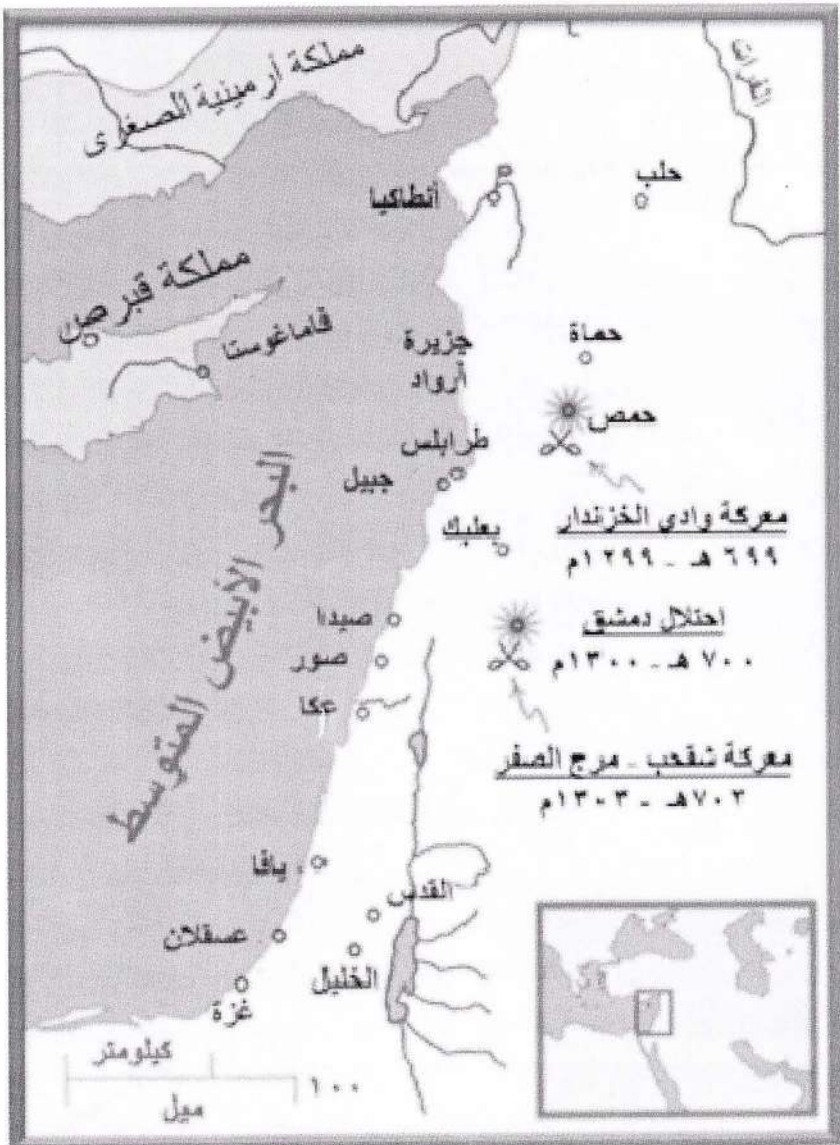 مملكة أرمينية الصغرى
الفرات
حلب
أنطاكيا
مملكة قبرص
فاماغوستا
جزيرة
أرواد
حماة
حمص
طرابلس
جبيل
البحر الأبيض المتوسط
معركة وادي الخزندار
٦٩٩ هـ - ١٢٩٩م
بعلبك
احتلال دمشق
٧٠٠ هـ - ١٣٠٠م
صيدا
صور
عكا
معركة شقحب - مرج الصفر
٧٠٢هـ - ١٣٠٣م
يافا
القدس
عسقلان
الخليل
غزة
كيلومتر
١٠٠
ميل